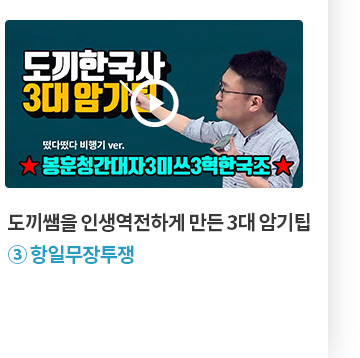 도끼한국사
3대 암기팁
떴다떴다 비행기 ver.
★봉훈청간대자3미쓰3혁한국조★
도끼쌤을 인생역전하게 만든 3대 암기팁
③ 항일무장투쟁